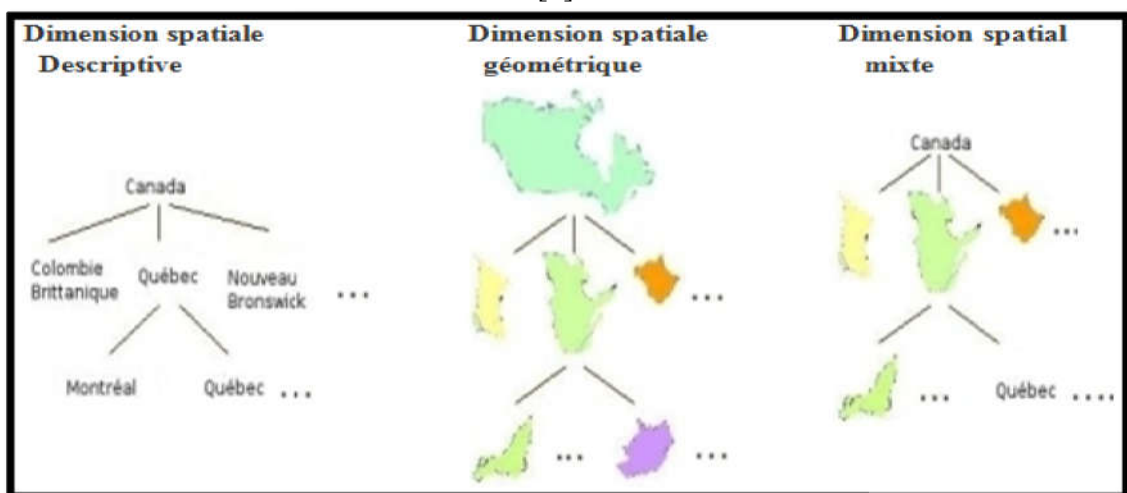 Dimension spatiale
Descriptive
Canada
Colombie
Brittanique
Québec
Nouveau
Bronswick
...
Montréal
Québec ...
Dimension spatiale
géométrique
...
... ...
Dimension spatial
mixte
Canada
...
... Québec ....